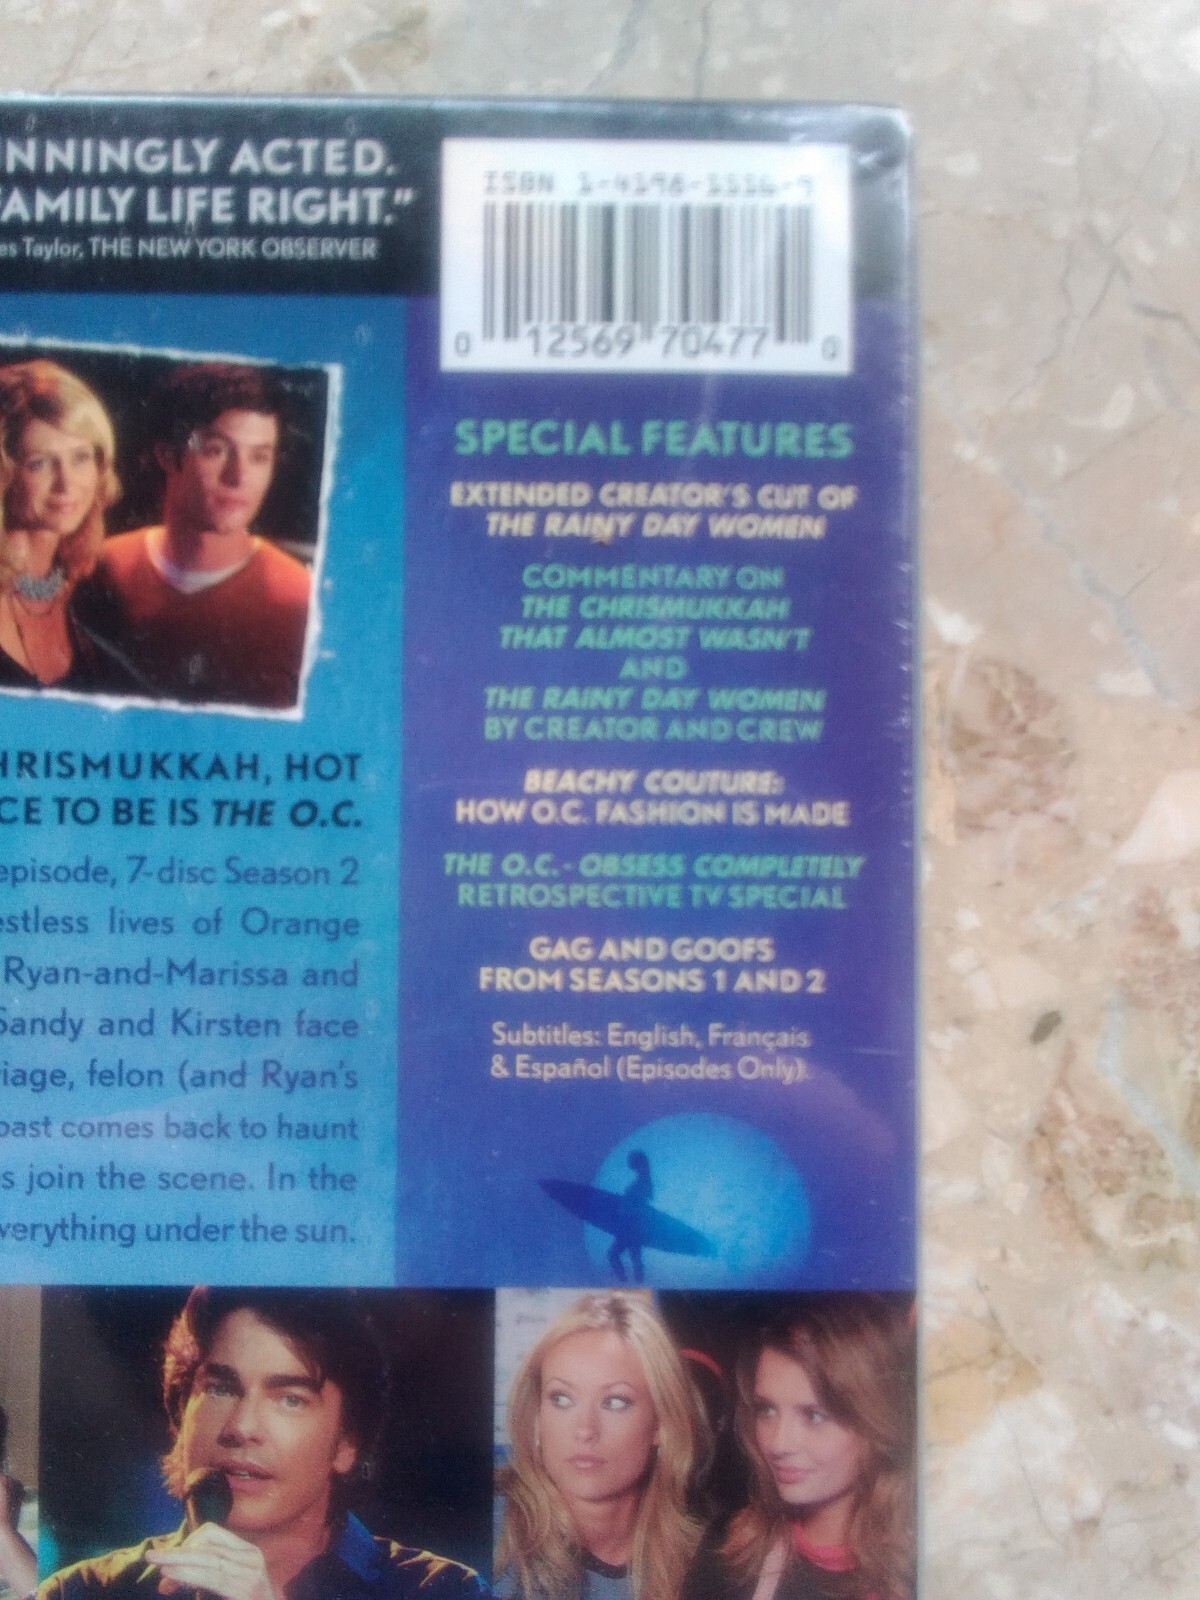 NNINGLY ACTED.
FAMILY LIFE RIGHT."
es Taylor, THE NEW YORK OBSERVER
ISBN
0 12569 70477 0
SPECIAL FEATURES
EXTENDED CREATOR'S CUT OF
THE RAINY DAY WOMEN
COMMENTARY ON
THE CHRISMUKKAH
THAT ALMOST WASN'T
AND
THE RAINY DAY WOMEN
BY CREATOR AND CREW
BEACHY COUTURE:
HOW O.C. FASHION IS MADE
THE O.C. - OBSESS COMPLETELY
RETROSPECTIVE TV SPECIAL
GAG AND GOOFS
FROM SEASONS 1 AND 2
Subtitles: English, Français
& Español (Episodes Only).
HRISMUKKAH, HOT
CE TO BE IS THE O.C.
episode, 7-disc Season 2
estless lives of Orange
Ryan-and-Marissa and
Sandy and Kirsten face
iage, felon (and Ryan's
past comes back to haunt
s join the scene. In the
verything under the sun.